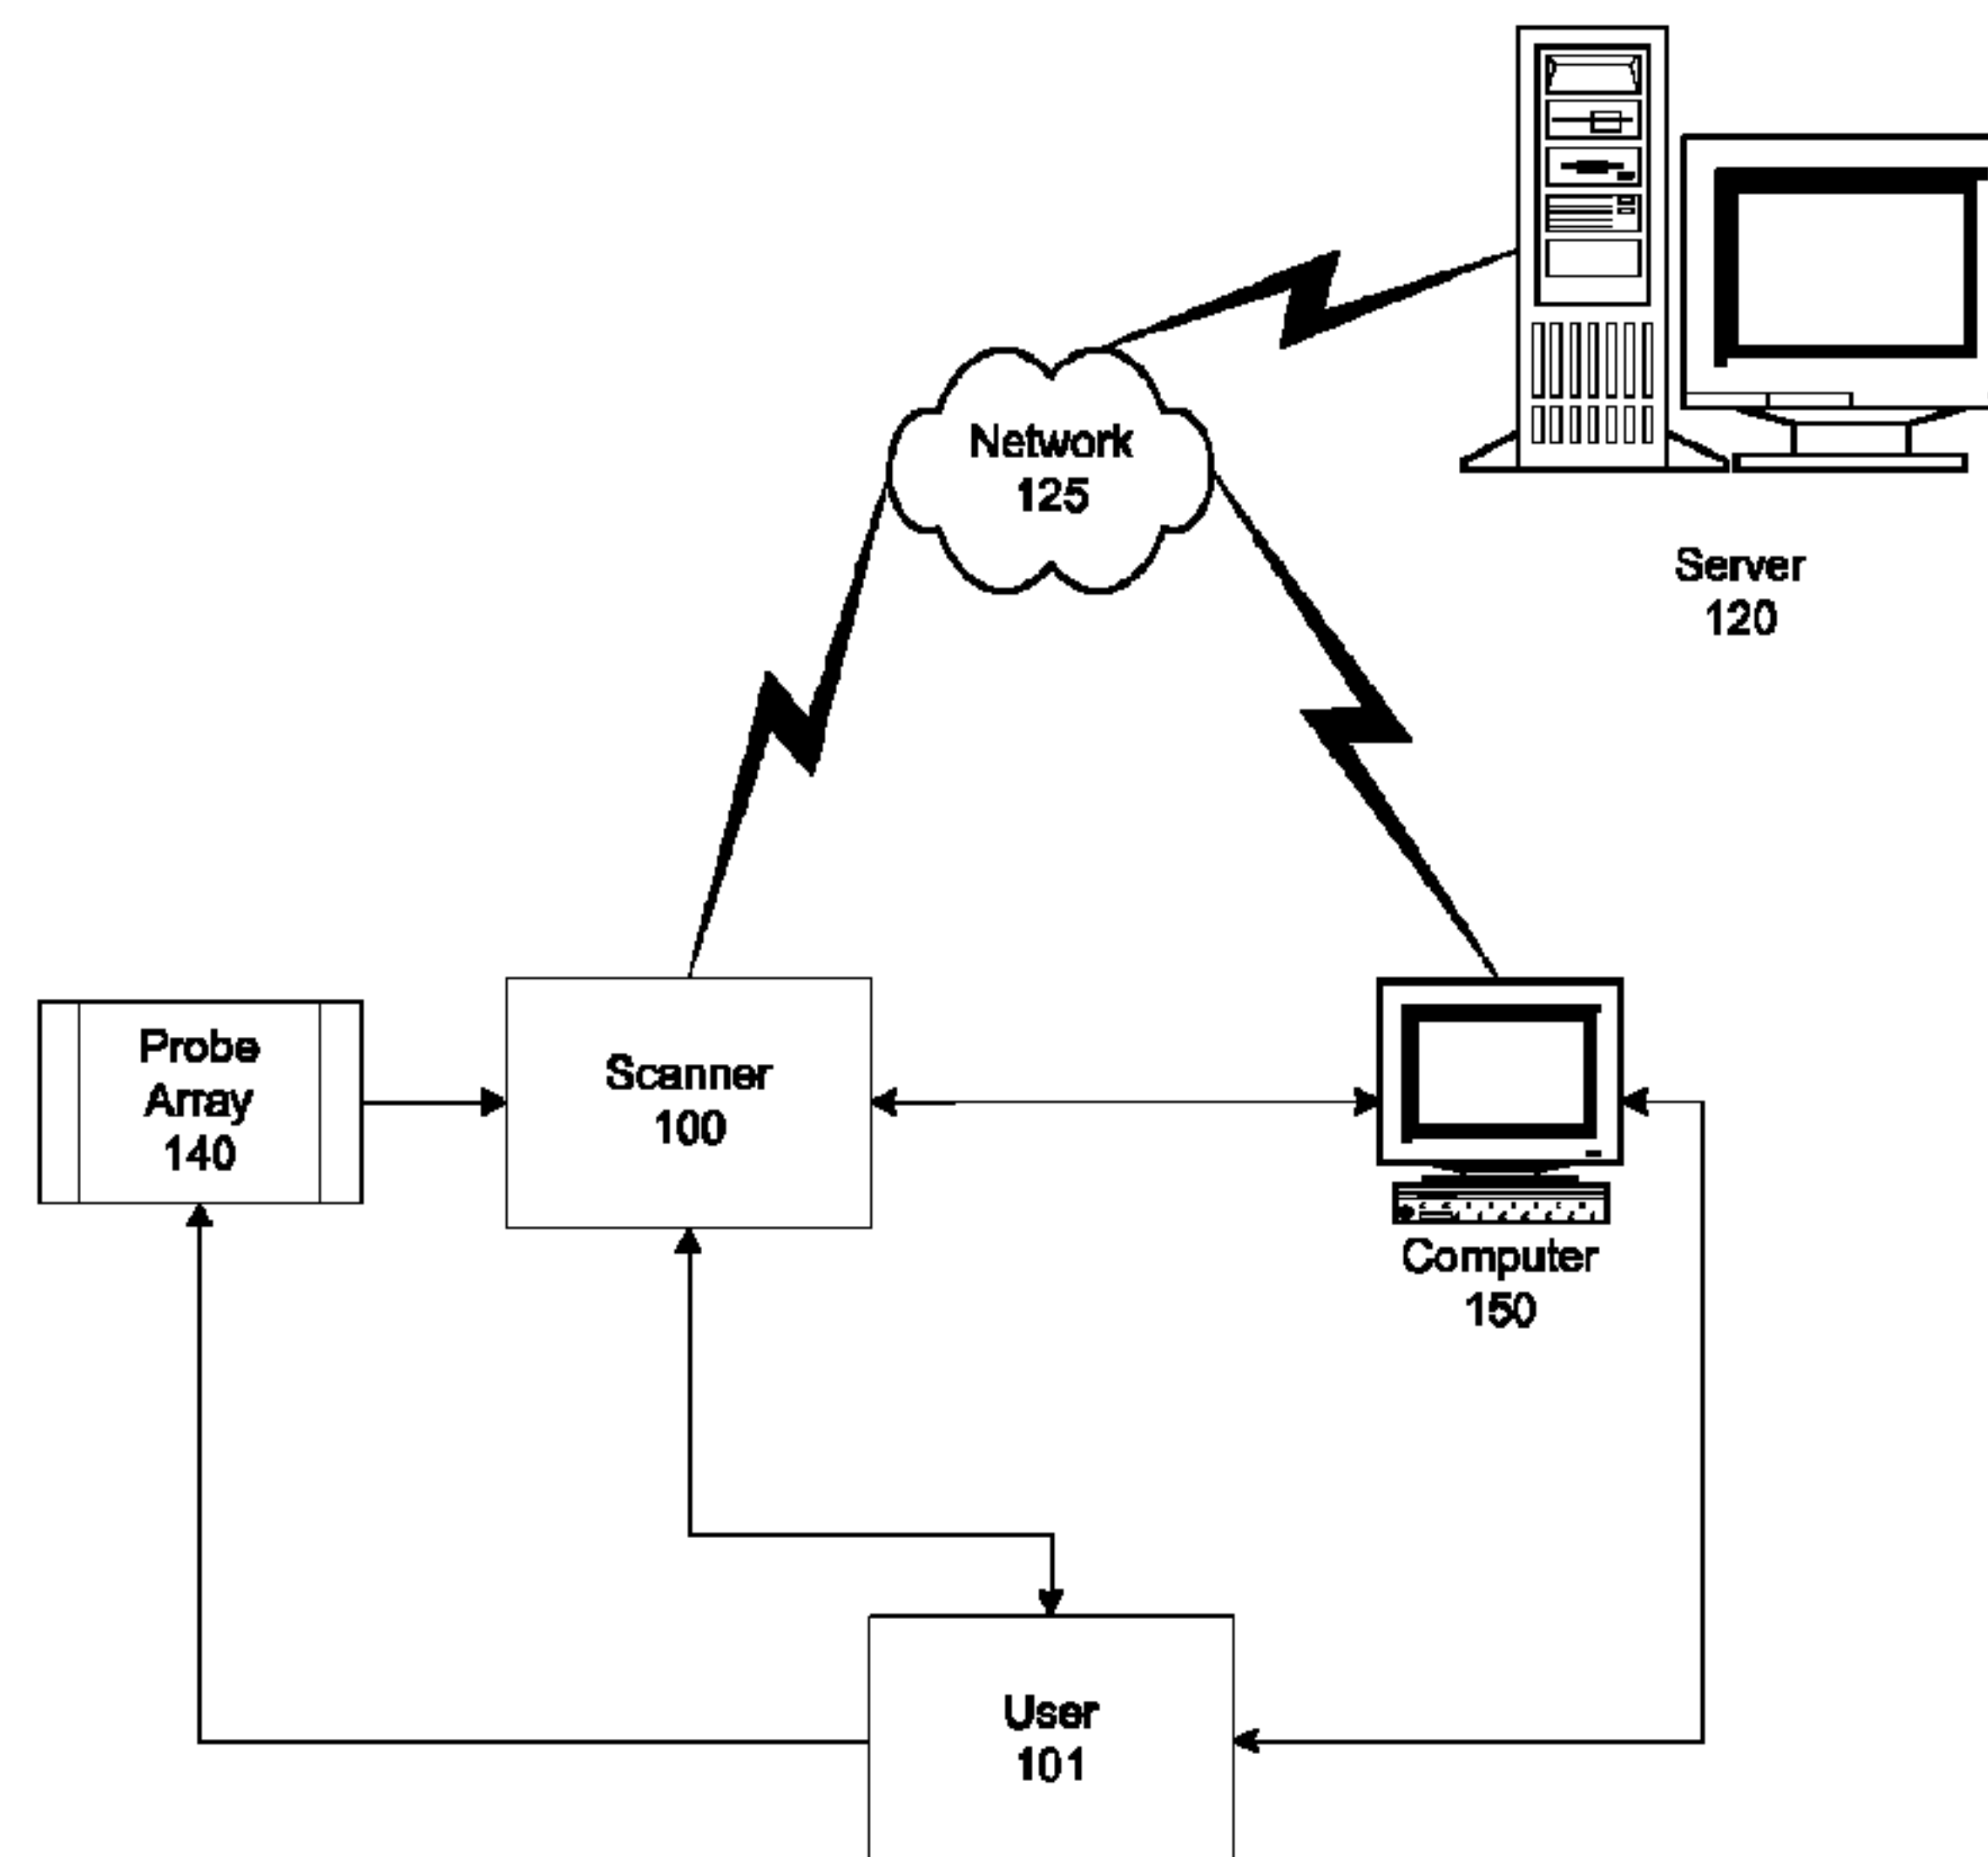 Network
125
Server
120
Probe
Array
140
Scanner
100
Computer
150
User
101